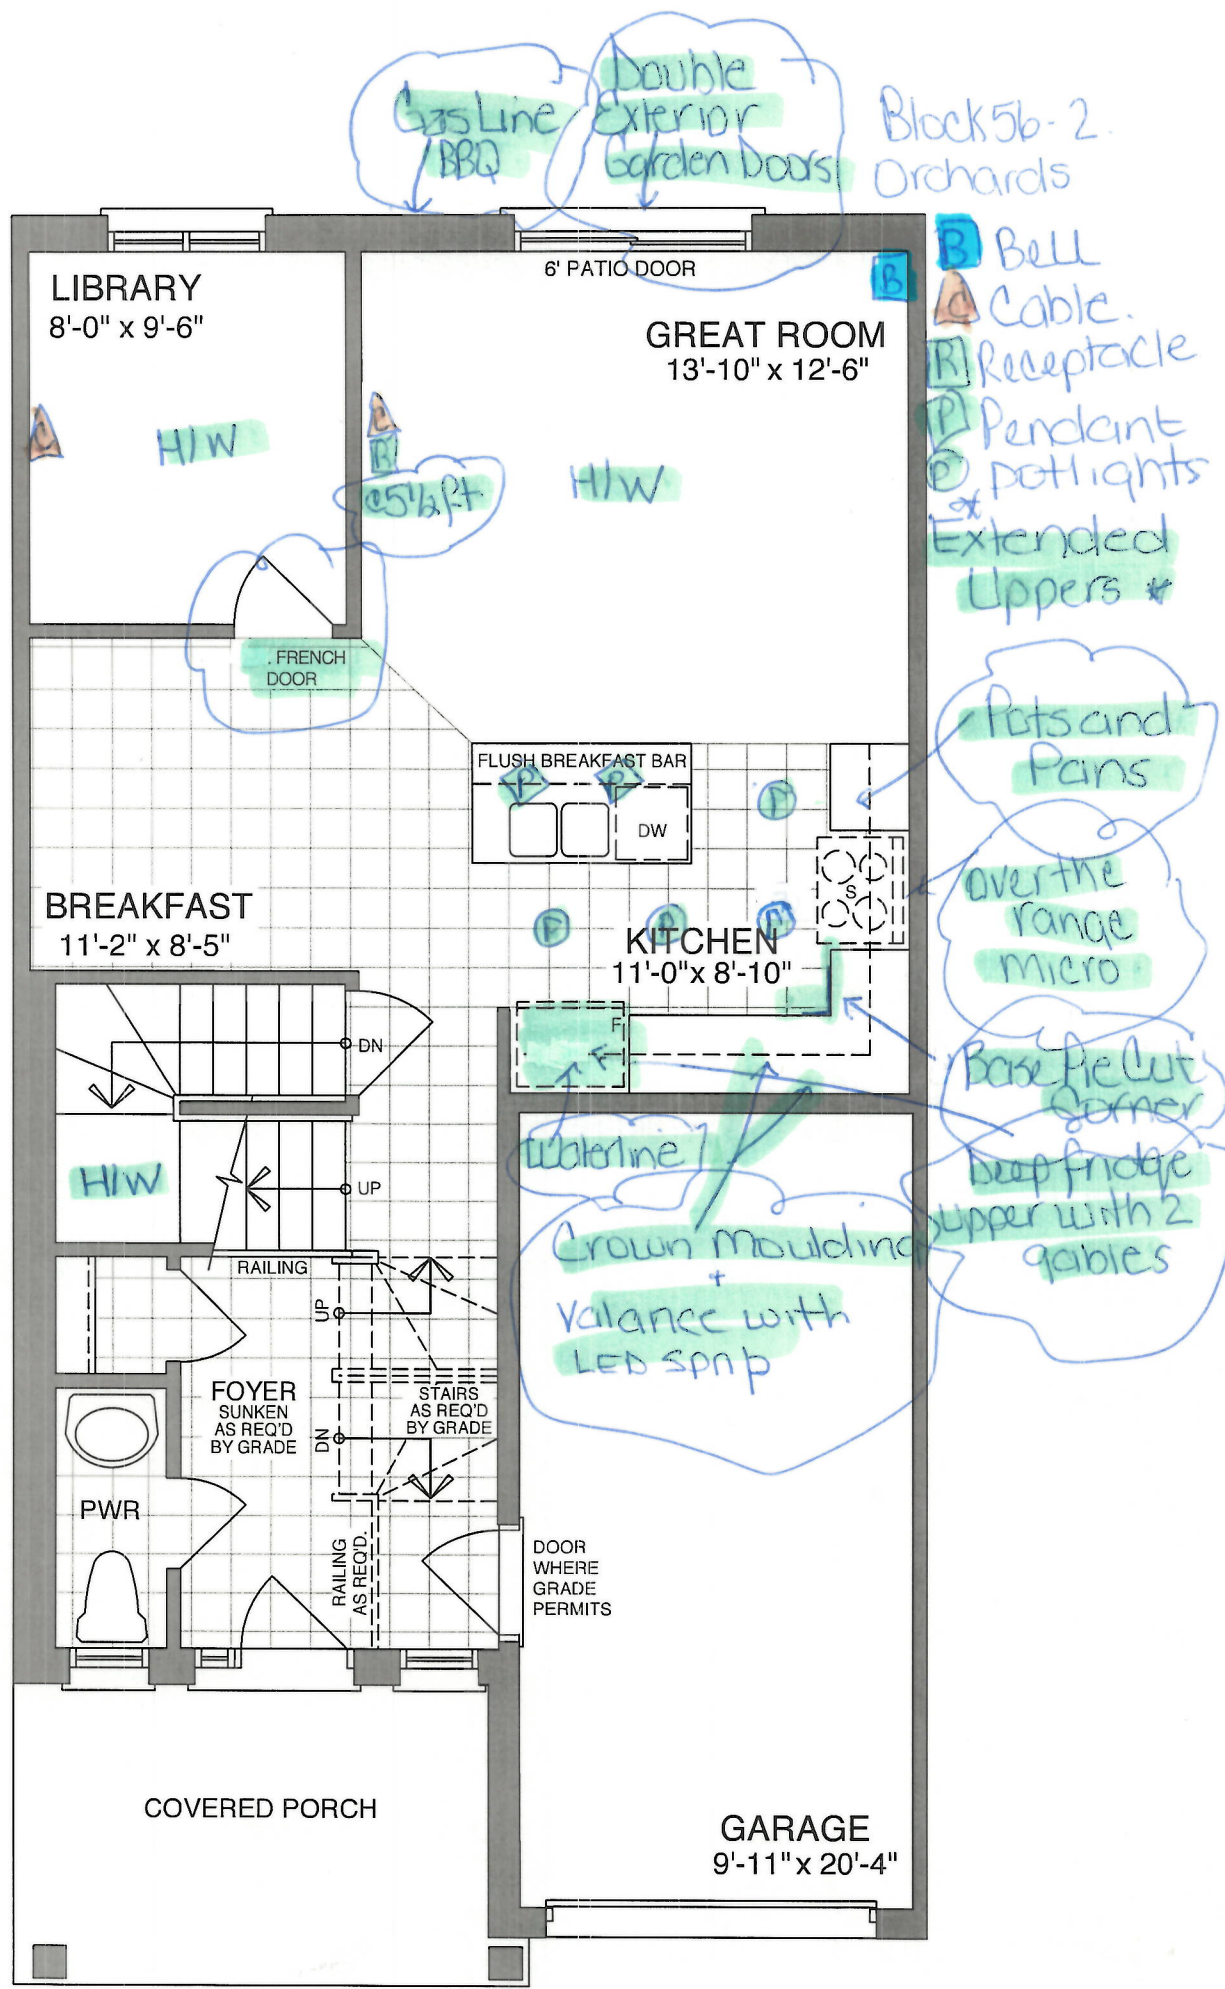 Gas Line
BBQ
Double
Exterior
Garden Doors
Block 56-2
Orchards
B Bell
C Cable.
R Receptacle
P Pendant
P potlights
*
Extended
Uppers *
6' PATIO DOOR
B
LIBRARY
8'-0" x 9'-6"
GREAT ROOM
13'-10" x 12'-6"
C
H/W
C
R
@5½ft
H/W
. FRENCH
DOOR
Pots and
Pans
FLUSH BREAKFAST BAR
P
P
P
DW
S
over the
range
micro
BREAKFAST
11'-2" x 8'-5"
P
P
P
KITCHEN
11'-0"x 8'-10"
F
F
DN
Base Pie Cut
Corner
Waterline
Deep fridge
upper with 2
gables
H/W
UP
Crown Moulding
+
Valance with
LED
RAILING
UP
FOYER
SUNKEN
AS REQ'D
BY GRADE
STAIRS
AS REQ'D
BY GRADE
DN
PWR
RAILING
AS REQ'D.
DOOR
WHERE
GRADE
PERMITS
COVERED PORCH
GARAGE
9'-11" x 20'-4"